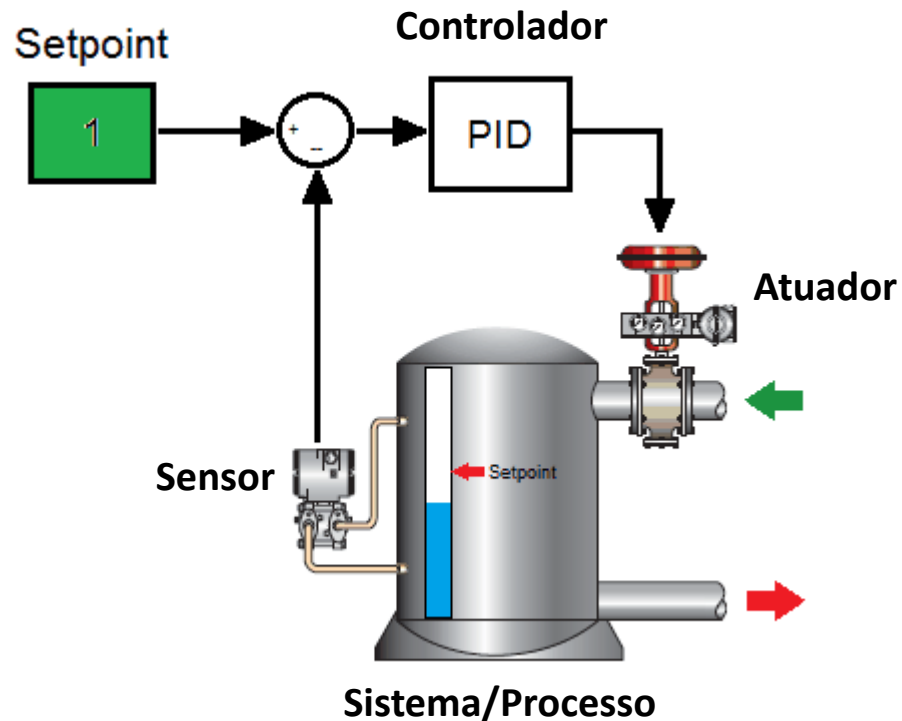 Controlador
Setpoint
1
+
−
PID
Atuador
Setpoint
Sensor
Sistema/Processo